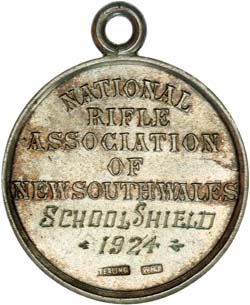 NATIONAL
RIFLE
ASSOCIATION
OF
NEW SOUTH WALES
SCHOOL SHIELD
1924